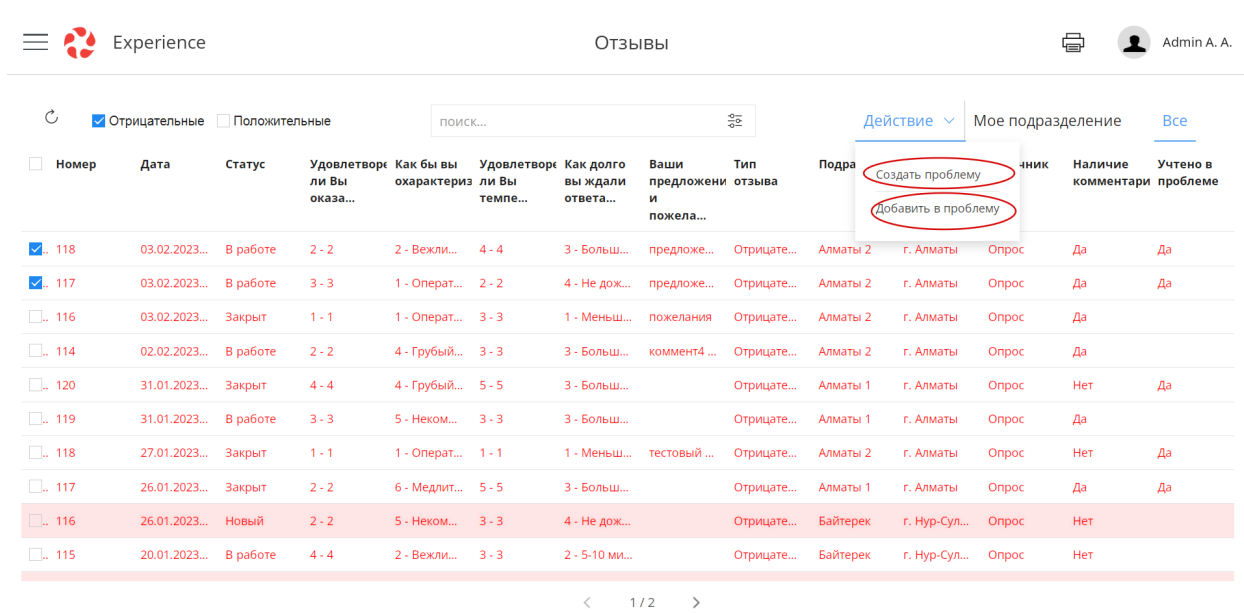 Experience Отзывы Admin A. A.
Отрицательные Положительные поиск... Действие Мое подразделение Все
Номер Дата Статус Удовлетворе Как бы вы Удовлетворе Как долго Ваши Тип Подра ник Наличие Учтено в
ли Вы охарактериз ли Вы вы ждали предложени отзыва комментари проблеме
оказа... темпе... ответа... и
пожела...
Создать проблему
Добавить в проблему
118 03.02.2023... В работе 2 - 2 2 - Вежли... 4 - 4 3 - Больш... предложе... Отрицате... Алматы 2 г. Алматы Опрос Да Да
117 03.02.2023... В работе 3 - 3 1 - Операт... 2 - 2 4 - Не дож... предложе... Отрицате... Алматы 2 г. Алматы Опрос Да Да
116 03.02.2023... Закрыт 1 - 1 1 - Операт... 3 - 3 1 - Меньш... пожелания Отрицате... Алматы 2 г. Алматы Опрос Да
114 02.02.2023... В работе 2 - 2 4 - Грубый... 3 - 3 3 - Больш... коммент4 ... Отрицате... Алматы 2 г. Алматы Опрос Да
120 31.01.2023... Закрыт 4 - 4 4 - Грубый... 5 - 5 3 - Больш... Отрицате... Алматы 1 г. Алматы Опрос Нет Да
119 31.01.2023... В работе 3 - 3 5 - Неком... 3 - 3 3 - Больш... Отрицате... Алматы 1 г. Алматы Опрос Да
118 27.01.2023... Закрыт 1 - 1 1 - Операт... 1 - 1 1 - Меньш... тестовый ... Отрицате... Алматы 2 г. Алматы Опрос Нет Да
117 26.01.2023... Закрыт 2 - 2 6 - Медлит... 5 - 5 3 - Больш... Отрицате... Алматы 1 г. Алматы Опрос Да Да
116 26.01.2023... Новый 2 - 2 5 - Неком... 3 - 3 4 - Не дож... Отрицате... Байтерек г. Нур-Сул... Опрос Нет
115 20.01.2023... В работе 4 - 4 2 - Вежли... 3 - 3 2 - 5-10 ми... Отрицате... Байтерек г. Нур-Сул... Опрос Нет
1 / 2